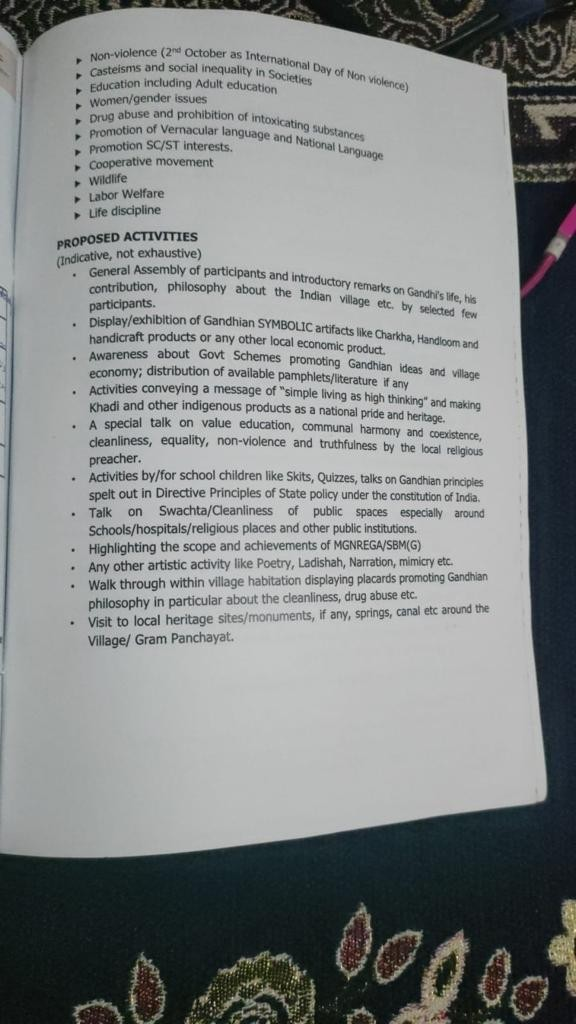 ▸ Non-violence (2nd October as International Day of Non violence)
▸ Casteisms and social inequality in Societies
▸ Education including Adult education
▸ Women/gender issues
▸ Drug abuse and prohibition of intoxicating substances
▸ Promotion of Vernacular language and National Language
▸ Promotion SC/ST interests.
▸ Cooperative movement
▸ Wildlife
▸ Labor Welfare
▸ Life discipline
PROPOSED ACTIVITIES
(Indicative, not exhaustive)
• General Assembly of participants and introductory remarks on Gandhi's life, his
contribution, philosophy about the Indian village etc. by selected few
participants.
• Display/exhibition of Gandhian SYMBOLIC artifacts like Charkha, Handloom and
handicraft products or any other local economic product.
• Awareness about Govt Schemes promoting Gandhian ideas and village
economy; distribution of available pamphlets/literature if any
• Activities conveying a message of "simple living as high thinking" and making
Khadi and other indigenous products as a national pride and heritage.
• A special talk on value education, communal harmony and coexistence,
cleanliness, equality, non-violence and truthfulness by the local religious
preacher.
• Activities by/for school children like Skits, Quizzes, talks on Gandhian principles
spelt out in Directive Principles of State policy under the constitution of India.
• Talk on Swachta/Cleanliness of public spaces especially around
Schools/hospitals/religious places and other public institutions.
• Highlighting the scope and achievements of MGNREGA/SBM(G)
• Any other artistic activity like Poetry, Ladishah, Narration, mimicry etc.
• Walk through within village habitation displaying placards promoting Gandhian
philosophy in particular about the cleanliness, drug abuse etc.
• Visit to local heritage sites/monuments, if any, springs, canal etc around the
Village/ Gram Panchayat.